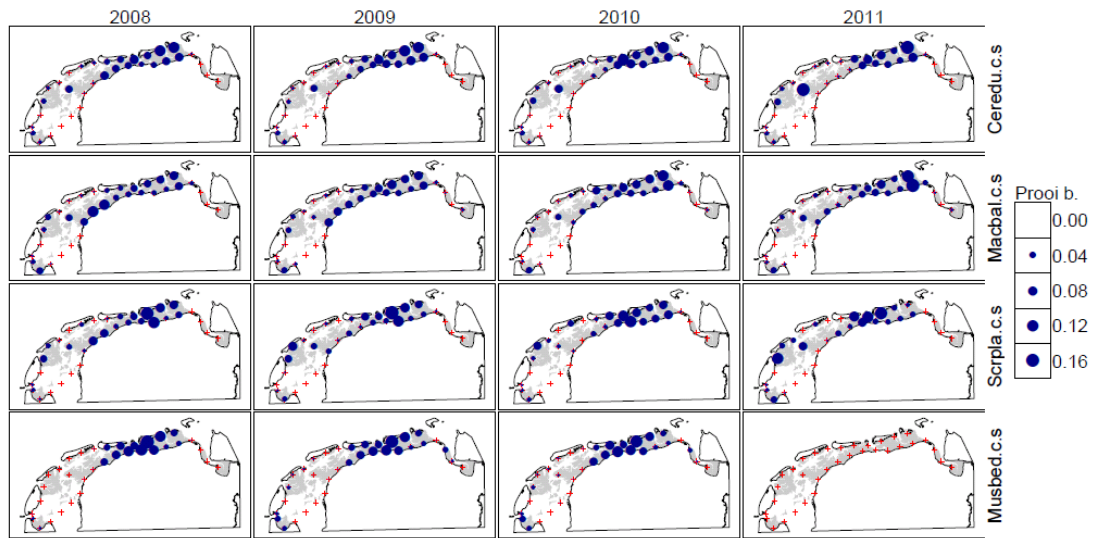 2008 2009 2010 2011
Ceredu.c.s
Macbal.c.s
Scrpla.c.s
Musbed.c.s
Prooi b.
0.00
0.04
0.08
0.12
0.16